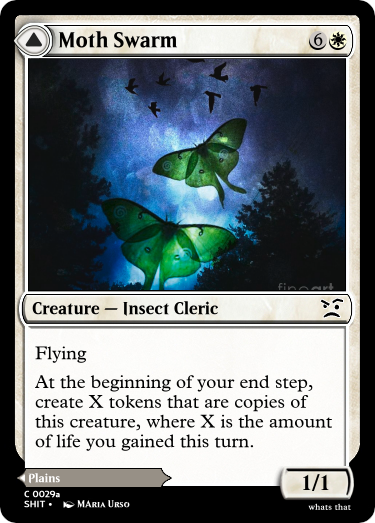 Moth Swarm 6
fineart
Creature — Insect Cleric
Flying
At the beginning of your end step,
create X tokens that are copies of
this creature, where X is the amount
of life you gained this turn.
Plains
1/1
C 0029a
SHIT • MARia Urso
whats that